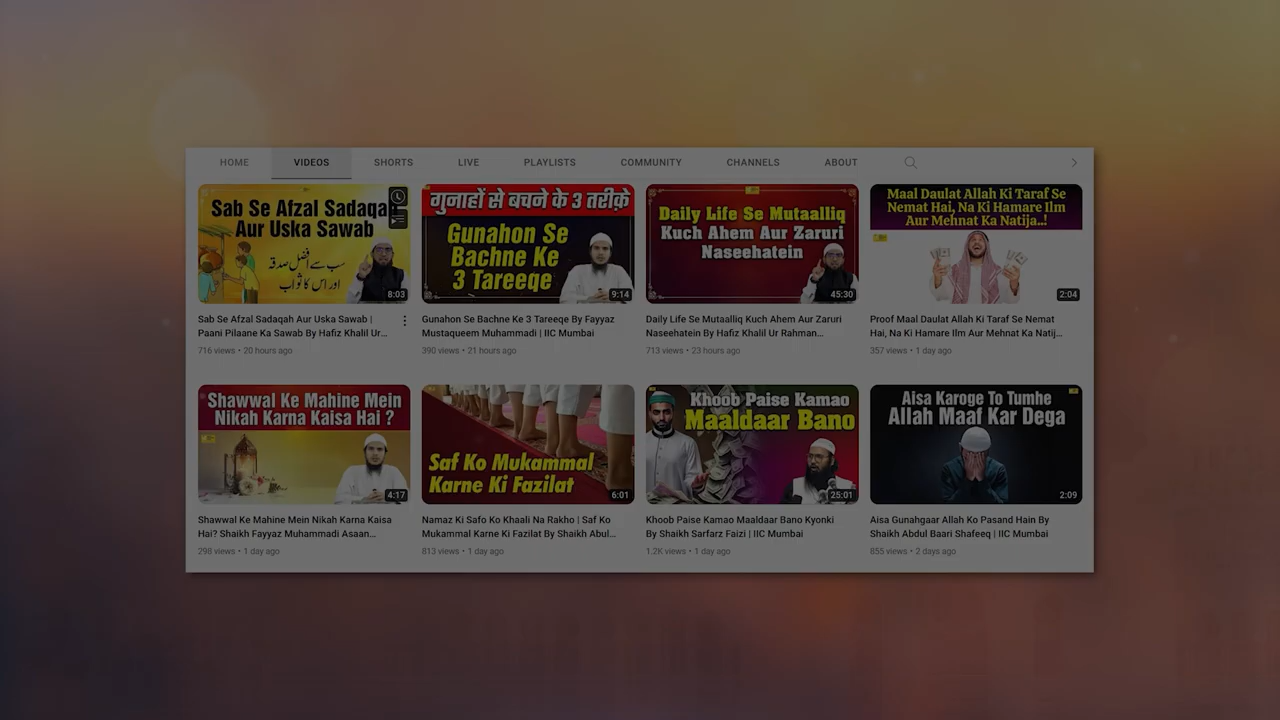 HOME VIDEOS SHORTS LIVE PLAYLISTS COMMUNITY CHANNELS ABOUT
Sab Se Afzal Sadaqah
Aur Uska Sawab
سب سے افضل صدقہ
اور اس کا ثواب
8:03
गुनाहों से बचने के 3 तरीक़े
Gunahon Se
Bachne Ke
3 Tareeqe
9:14
Daily Life Se Mutaalliq
Kuch Ahem Aur Zaruri
Naseehatein
45:30
Maal Daulat Allah Ki Taraf Se
Nemat Hai, Na Ki Hamare Ilm
Aur Mehnat Ka Natija..!
2:04
Sab Se Afzal Sadaqah Aur Uska Sawab |
Paani Pilaane Ka Sawab By Hafiz Khalil Ur...
716 views • 20 hours ago
Gunahon Se Bachne Ke 3 Tareeqe By Fayyaz
Mustaqueem Muhammadi | IIC Mumbai
390 views • 21 hours ago
Daily Life Se Mutaalliq Kuch Ahem Aur Zaruri
Naseehatein By Hafiz Khalil Ur Rahman...
713 views • 23 hours ago
Proof Maal Daulat Allah Ki Taraf Se Nemat
Hai, Na Ki Hamare Ilm Aur Mehnat Ka Natij...
357 views • 1 day ago
Shawwal Ke Mahine Mein
Nikah Karna Kaisa Hai ?
4:17
Saf Ko Mukammal
Karne Ki Fazilat
6:01
Khoob Paise Kamao
Maaldaar Bano
25:01
Aisa Karoge To Tumhe
Allah Maaf Kar Dega
2:09
Shawwal Ke Mahine Mein Nikah Karna Kaisa
Hai? Shaikh Fayyaz Muhammadi Asaan...
298 views • 1 day ago
Namaz Ki Safo Ko Khaali Na Rakho | Saf Ko
Mukammal Karne Ki Fazilat By Shaikh Abul...
813 views • 1 day ago
Khoob Paise Kamao Maaldaar Bano Kyonki
By Shaikh Sarfarz Faizi | IIC Mumbai
1.2K views • 1 day ago
Aisa Gunahgaar Allah Ko Pasand Hain By
Shaikh Abdul Baari Shafeeq | IIC Mumbai
855 views • 2 days ago